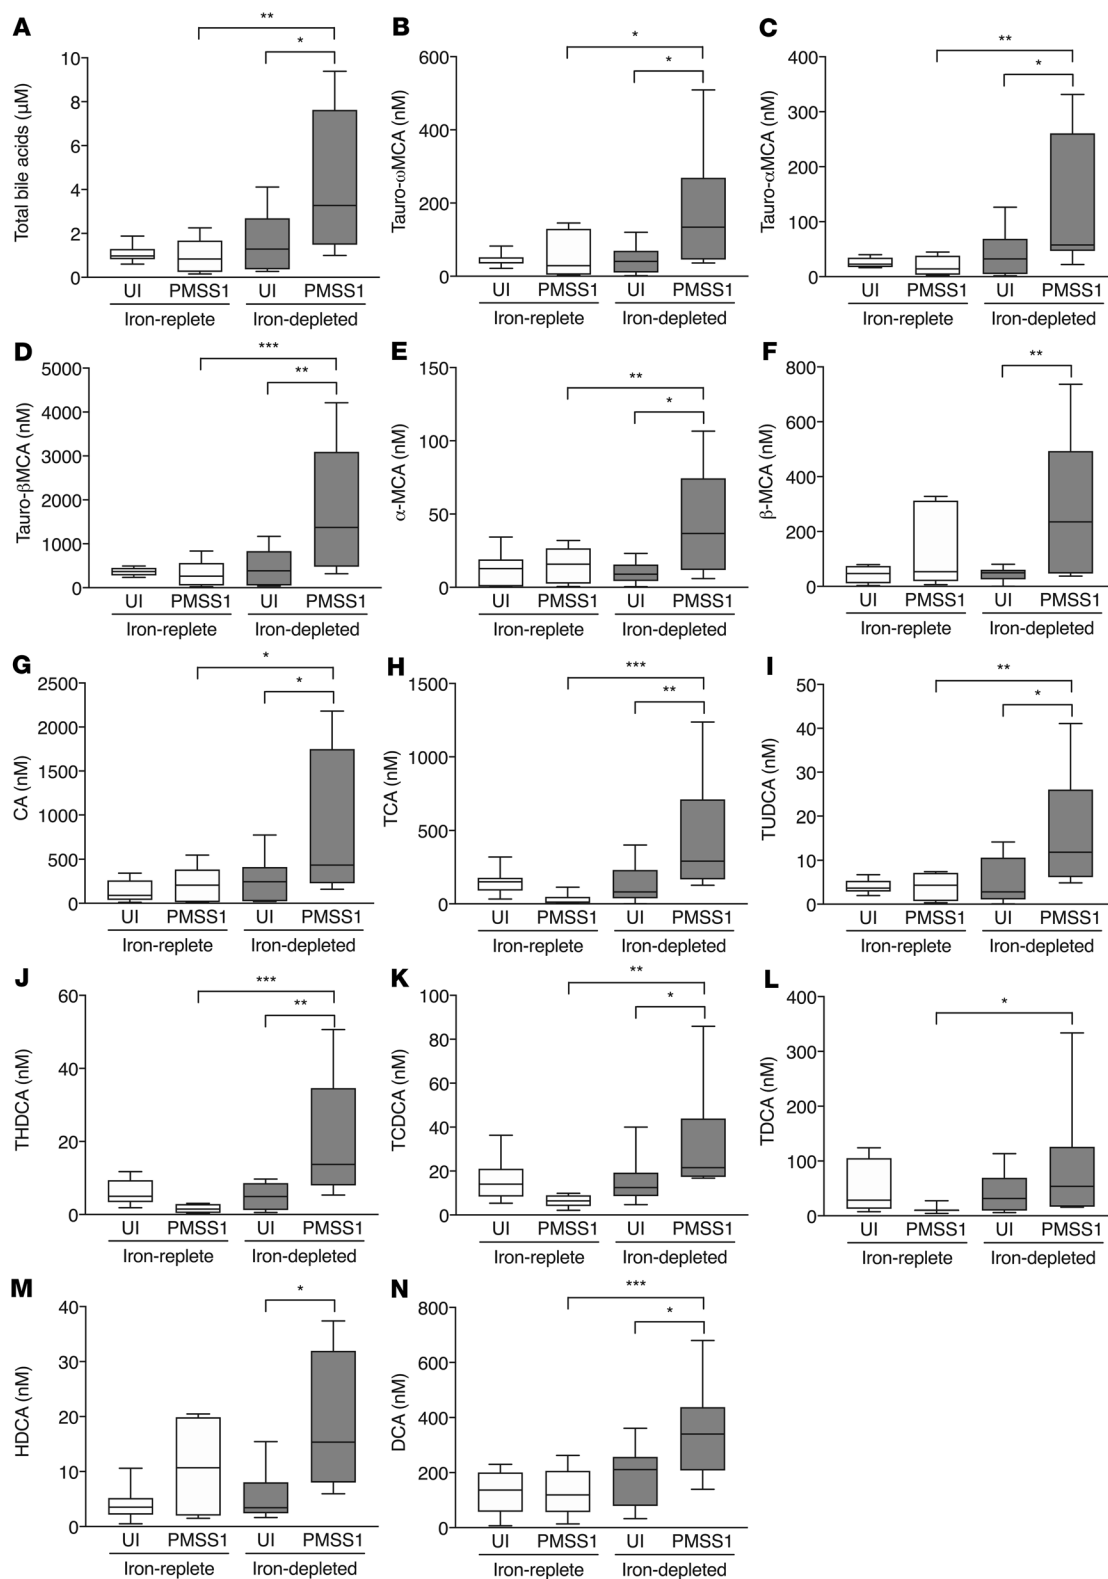 A
Total bile acids (μM)
10
8
6
4
2
0
**
*
UI PMSS1 UI PMSS1
Iron-replete Iron-depleted
B
Tauro-ωMCA (nM)
600
400
200
0
*
*
UI PMSS1 UI PMSS1
Iron-replete Iron-depleted
C
Tauro-αMCA (nM)
400
300
200
100
0
**
*
UI PMSS1 UI PMSS1
Iron-replete Iron-depleted
D
Tauro-βMCA (nM)
5000
4000
3000
2000
1000
0
***
**
UI PMSS1 UI PMSS1
Iron-replete Iron-depleted
E
α-MCA (nM)
150
100
50
0
**
*
UI PMSS1 UI PMSS1
Iron-replete Iron-depleted
F
β-MCA (nM)
800
600
400
200
0
**
UI PMSS1 UI PMSS1
Iron-replete Iron-depleted
G
CA (nM)
2500
2000
1500
1000
500
0
*
*
UI PMSS1 UI PMSS1
Iron-replete Iron-depleted
H
TCA (nM)
1500
1000
500
0
***
**
UI PMSS1 UI PMSS1
Iron-replete Iron-depleted
I
TUDCA (nM)
50
40
30
20
10
0
**
*
UI PMSS1 UI PMSS1
Iron-replete Iron-depleted
J
THDCA (nM)
60
40
20
0
***
**
UI PMSS1 UI PMSS1
Iron-replete Iron-depleted
K
TCDCA (nM)
100
80
60
40
20
0
**
*
UI PMSS1 UI PMSS1
Iron-replete Iron-depleted
L
TDCA (nM)
400
300
200
100
0
*
UI PMSS1 UI PMSS1
Iron-replete Iron-depleted
M
HDCA (nM)
40
30
20
10
0
*
UI PMSS1 UI PMSS1
Iron-replete Iron-depleted
N
DCA (nM)
800
600
400
200
0
***
*
UI PMSS1 UI PMSS1
Iron-replete Iron-depleted